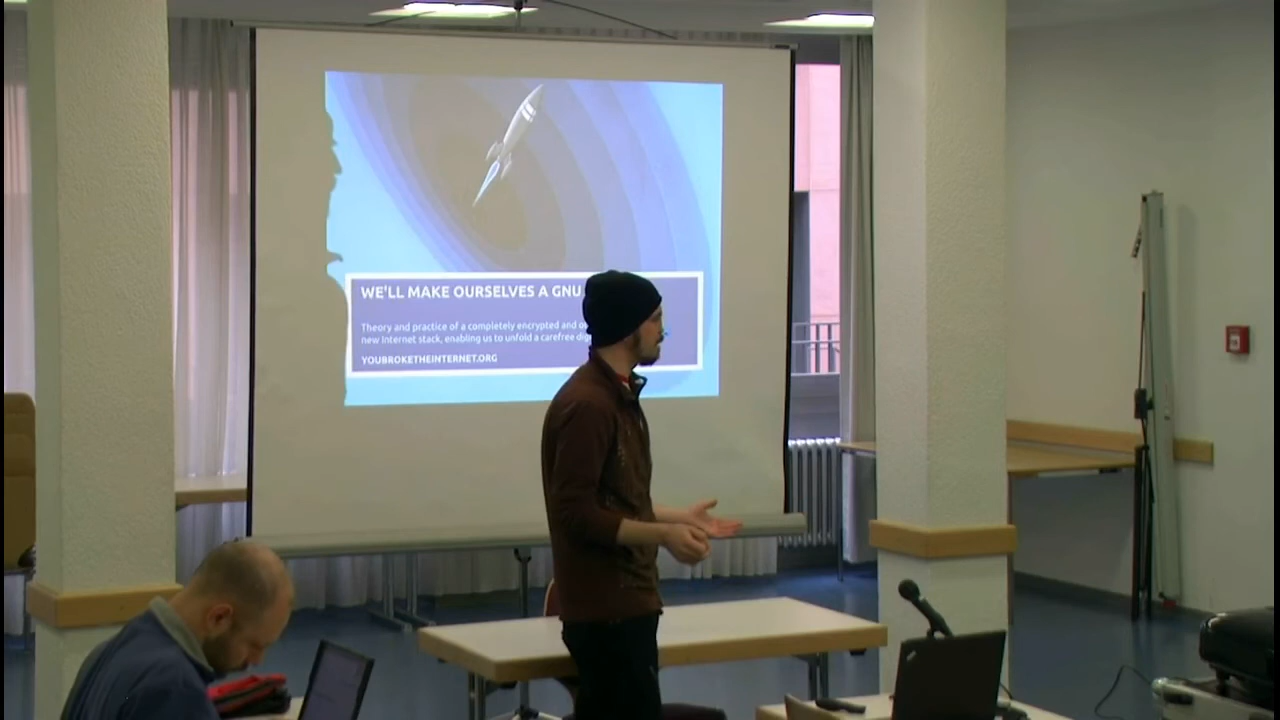 WE'LL MAKE OURSELVES A GNU
Theory and practice of a completely encrypted and
new Internet stack, enabling us to unfold a carefree
YOUBROKETHEINTERNET.ORG